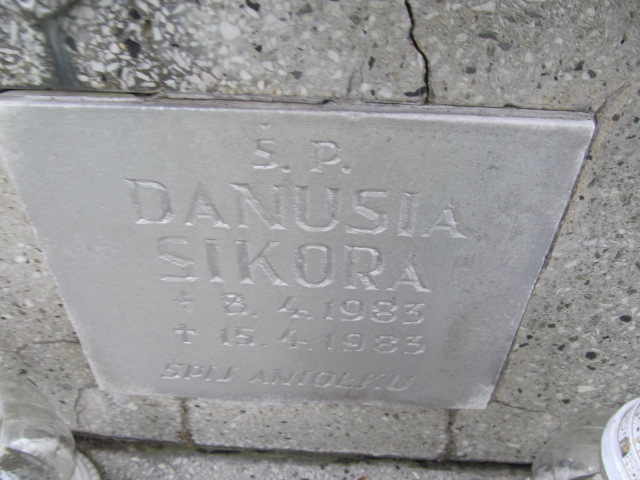 Ś. P.
DANUSIA
SIKORA
* 8. 4. 1983
✝ 15. 4. 1983
ŚPIJ ANIOŁKU